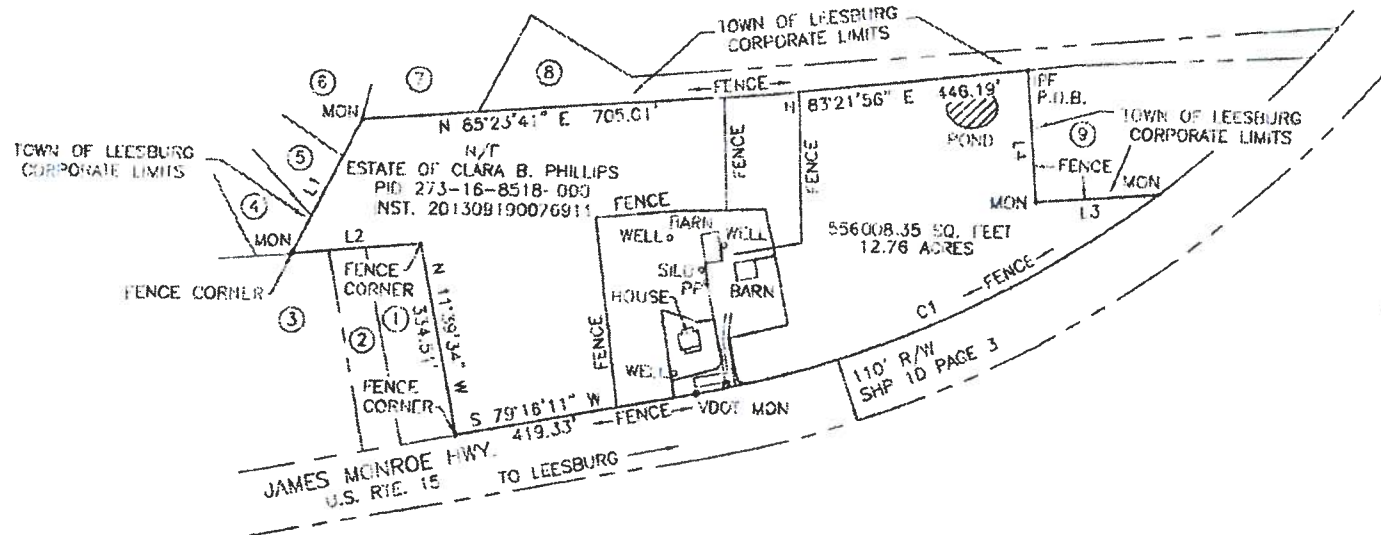 TOWN OF LEESBURG
CORPORATE LIMITS
6
7
8
MON
FENCE
PF
P.O.B.
N 85°23'41" E 705.01'
N 83°21'56" E 446.19'
POND
TOWN OF LEESBURG
CORPORATE LIMITS
9
L4
FENCE
MON
MON
L3
TOWN OF LEESBURG
CORPORATE LIMITS
5
4
L1
MON
N/F
ESTATE OF CLARA B. PHILLIPS
PID 273-16-8518-000
INST. 201309190076911
FENCE
FENCE
FENCE
BARN
WELL
WELL
SILO
PP
BARN
HOUSE
FENCE
WELL
556008.35 SQ. FEET
12.76 ACRES
L2
FENCE CORNER
FENCE
CORNER
3
2
1
N 11°39'34" W
334.51'
FENCE
CORNER
S 79°16'11" W
419.33'
FENCE
VDOT MON
C1
FENCE
110' R/W
SHP 1D PAGE 3
JAMES MONROE HWY.
U.S. RTE. 15
TO LEESBURG